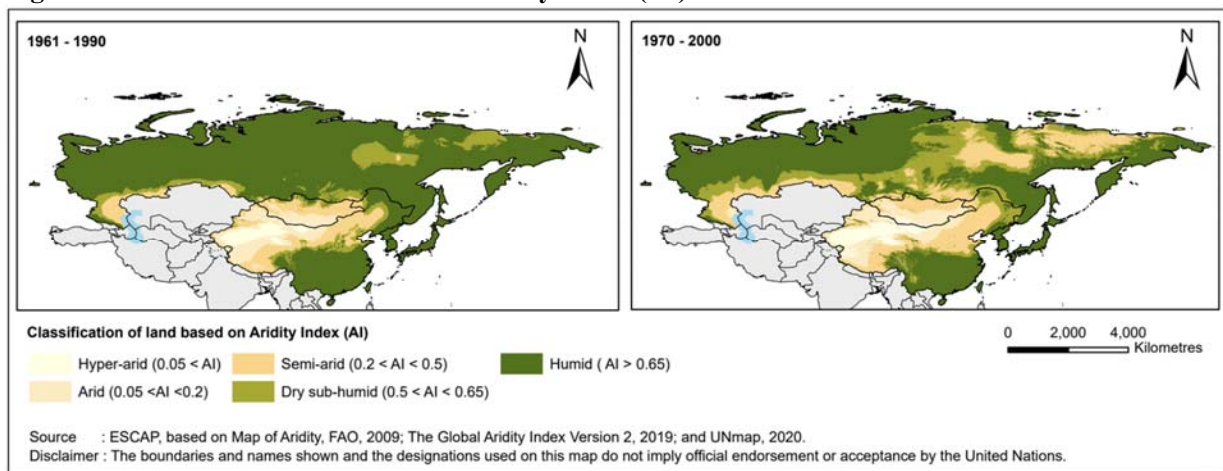 1961 - 1990
N
1970 - 2000
N
Classification of land based on Aridity Index (AI)
Hyper-arid (0.05 < AI)
Semi-arid (0.2 < AI < 0.5)
Humid ( AI > 0.65)
Arid (0.05 <AI <0.2)
Dry sub-humid (0.5 < AI < 0.65)
0 2,000 4,000
Kilometres
Source : ESCAP, based on Map of Aridity, FAO, 2009; The Global Aridity Index Version 2, 2019; and UNmap, 2020.
Disclaimer : The boundaries and names shown and the designations used on this map do not imply official endorsement or acceptance by the United Nations.